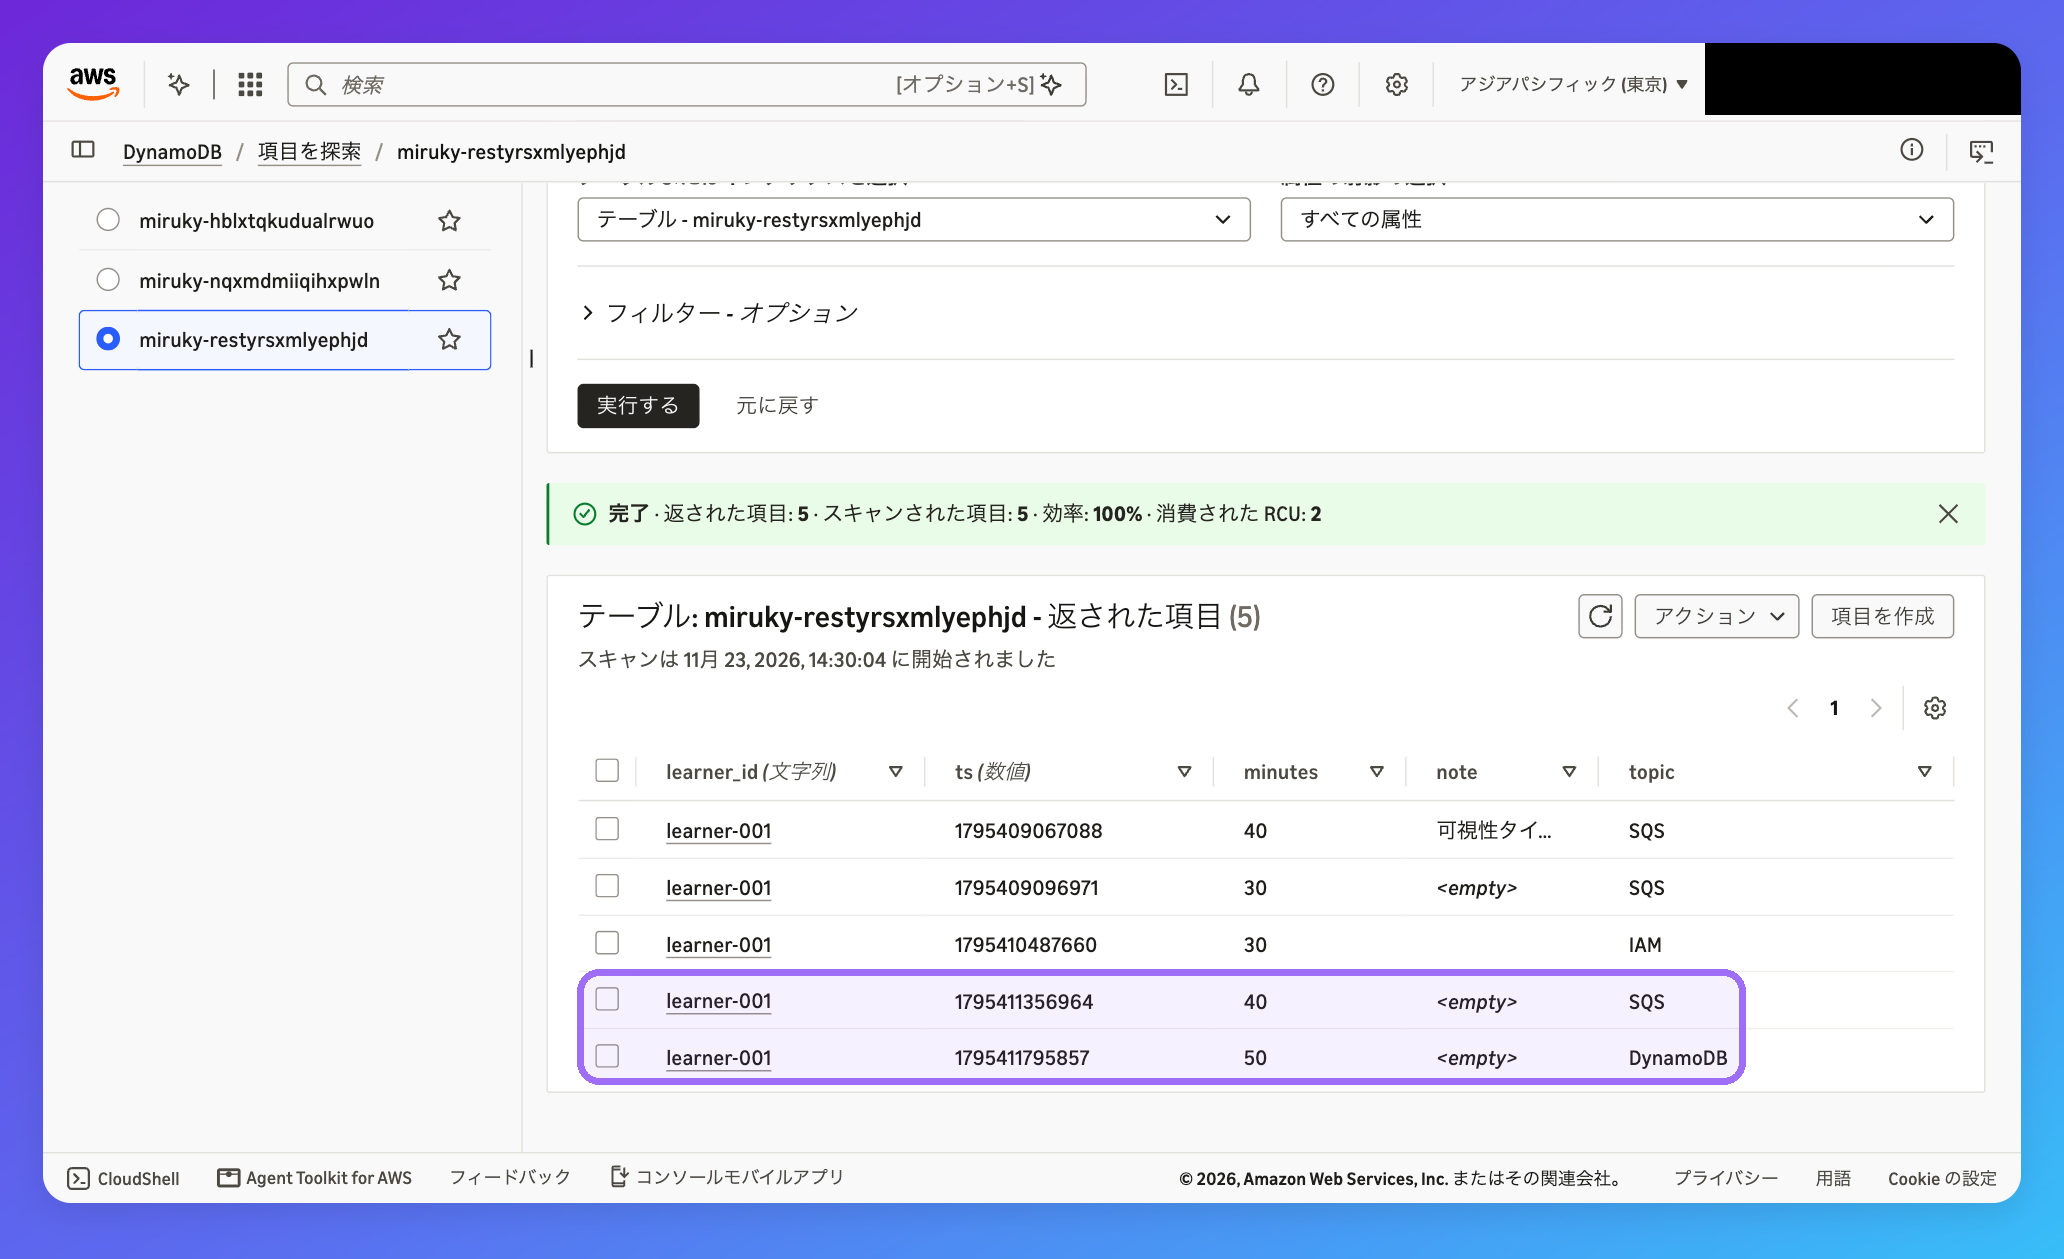 aws
検索
[オプション+S]
アジアパシフィック (東京) ▼
DynamoDB / 項目を探索 / miruky-restyrsxmlyephjd
miruky-hblxtqkudualrwuo
miruky-nqxmdmiiqihxpwln
miruky-restyrsxmlyephjd
テーブル - miruky-restyrsxmlyephjd
すべての属性
フィルター - オプション
実行する
元に戻す
完了 · 返された項目: 5 · スキャンされた項目: 5 · 効率: 100% · 消費された RCU: 2
テーブル: miruky-restyrsxmlyephjd - 返された項目 (5)
アクション
項目を作成
スキャンは 11月 23, 2026, 14:30:04 に開始されました
1
learner_id (文字列) ts (数値) minutes note topic
learner-001 1795409067088 40 可視性タイ... SQS
learner-001 1795409096971 30 <empty> SQS
learner-001 1795410487660 30 IAM
learner-001 1795411356964 40 <empty> SQS
learner-001 1795411795857 50 <empty> DynamoDB
CloudShell Agent Toolkit for AWS フィードバック コンソールモバイルアプリ © 2026, Amazon Web Services, Inc. またはその関連会社。 プライバシー 用語 Cookie の設定